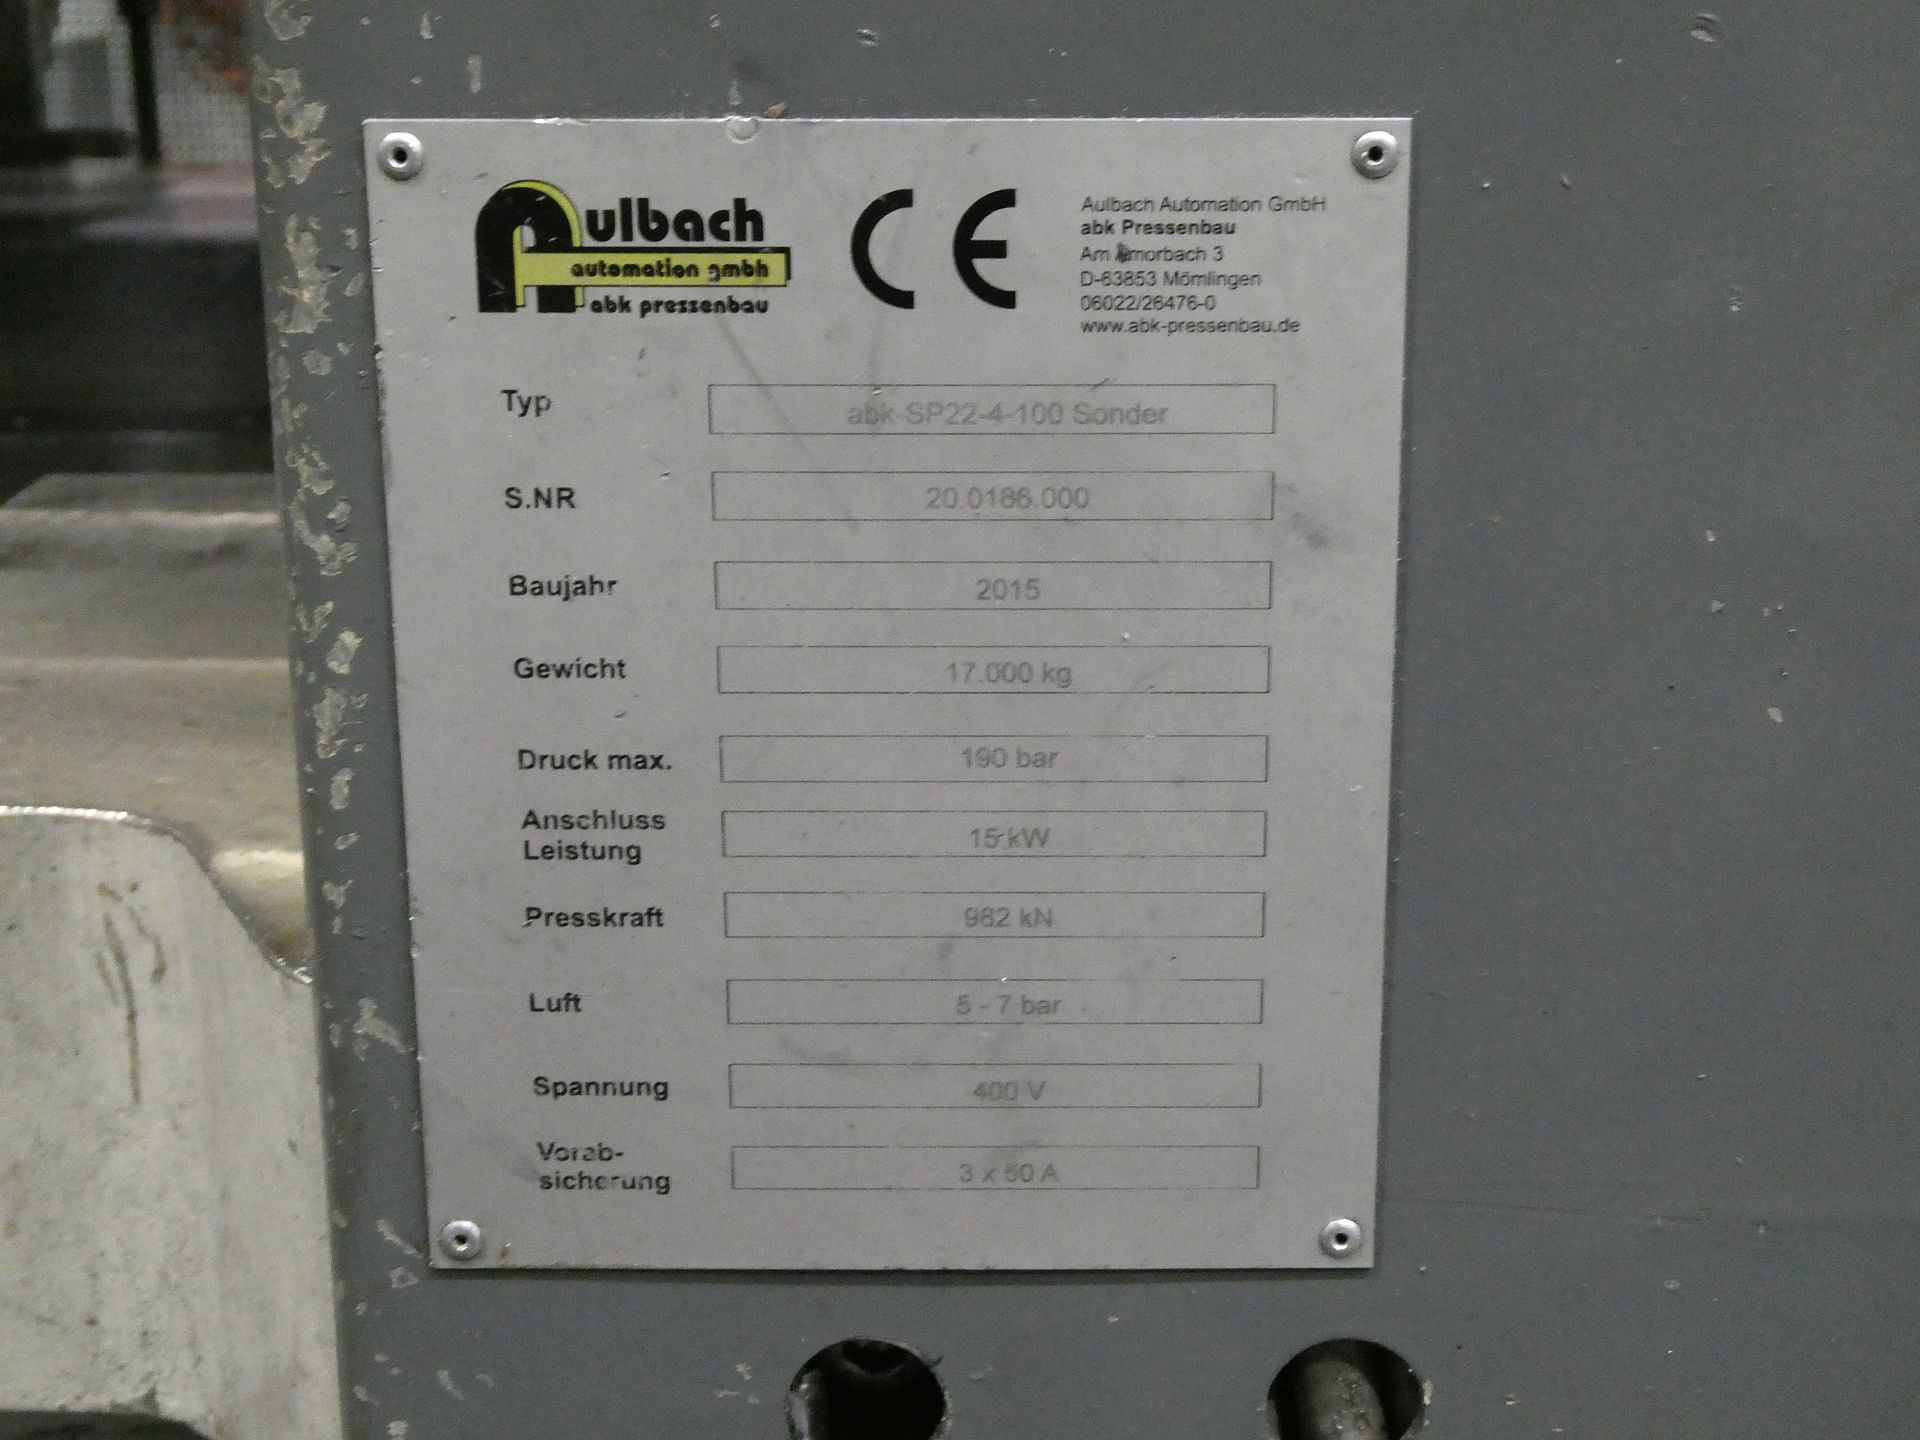 Aulbach
automation gmbh
abk pressenbau
CE
Aulbach Automation GmbH
abk Pressenbau
Am Amorbach 3
D-63853 Mömlingen
06022/26476-0
www.abk-pressenbau.de
Typ
abk-SP22-4-100 Sonder
S.NR
20.0186.000
Baujahr
2015
Gewicht
17.000 kg
Druck max.
190 bar
Anschluss
Leistung
15 kW
Presskraft
982 kN
Luft
5 - 7 bar
Spannung
400 V
Vorab-
sicherung
3 x 50 A